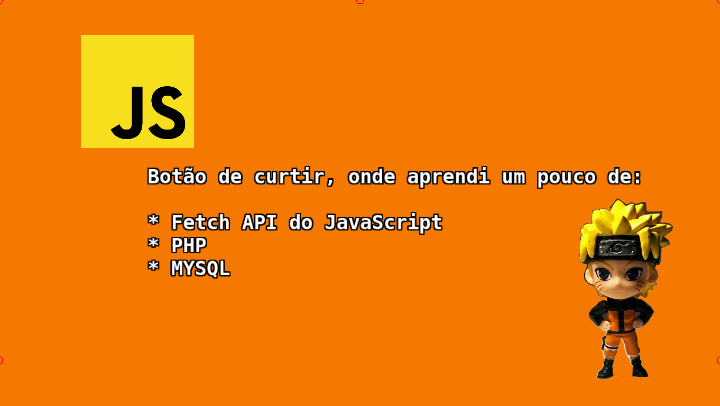 JS
Botão de curtir, onde aprendi um pouco de:
* Fetch API do JavaScript
* PHP
* MYSQL